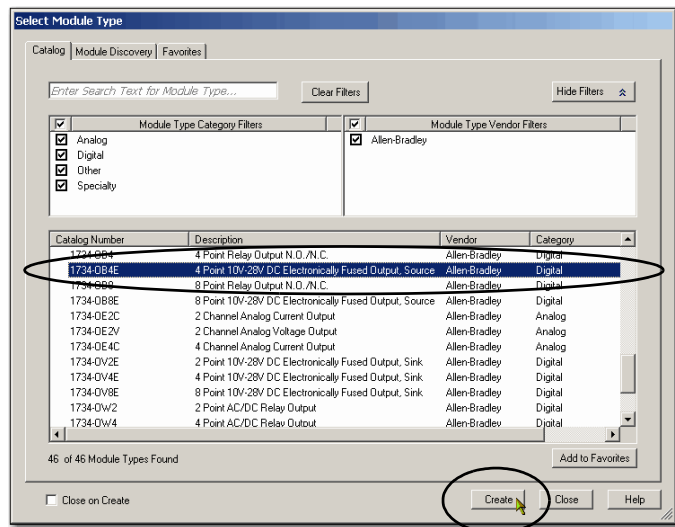 Select Module Type
Catalog Module Discovery Favorites
Enter Search Text for Module Type... Clear Filters Hide Filters
Module Type Category Filters Module Type Vendor Filters
Analog Allen-Bradley
Digital
Other
Specialty
Catalog Number Description Vendor Category
1734-OB4 4 Point Relay Output N.O./N.C. Allen-Bradley Digital
1734-OB4E 4 Point 10V-28V DC Electronically Fused Output, Source Allen-Bradley Digital
1734-OB8 8 Point Relay Output N.O./N.C. Allen-Bradley Digital
1734-OB8E 8 Point 10V-28V DC Electronically Fused Output, Source Allen-Bradley Digital
1734-OE2C 2 Channel Analog Current Output Allen-Bradley Analog
1734-OE2V 2 Channel Analog Voltage Output Allen-Bradley Analog
1734-OE4C 4 Channel Analog Current Output Allen-Bradley Analog
1734-OV2E 2 Point 10V-28V DC Electronically Fused Output, Sink Allen-Bradley Digital
1734-OV4E 4 Point 10V-28V DC Electronically Fused Output, Sink Allen-Bradley Digital
1734-OV8E 8 Point 10V-28V DC Electronically Fused Output, Sink Allen-Bradley Digital
1734-OW2 2 Point AC/DC Relay Output Allen-Bradley Digital
1734-OW4 4 Point AC/DC Relay Output Allen-Bradley Digital
46 of 46 Module Types Found Add to Favorites
Close on Create Create Close Help